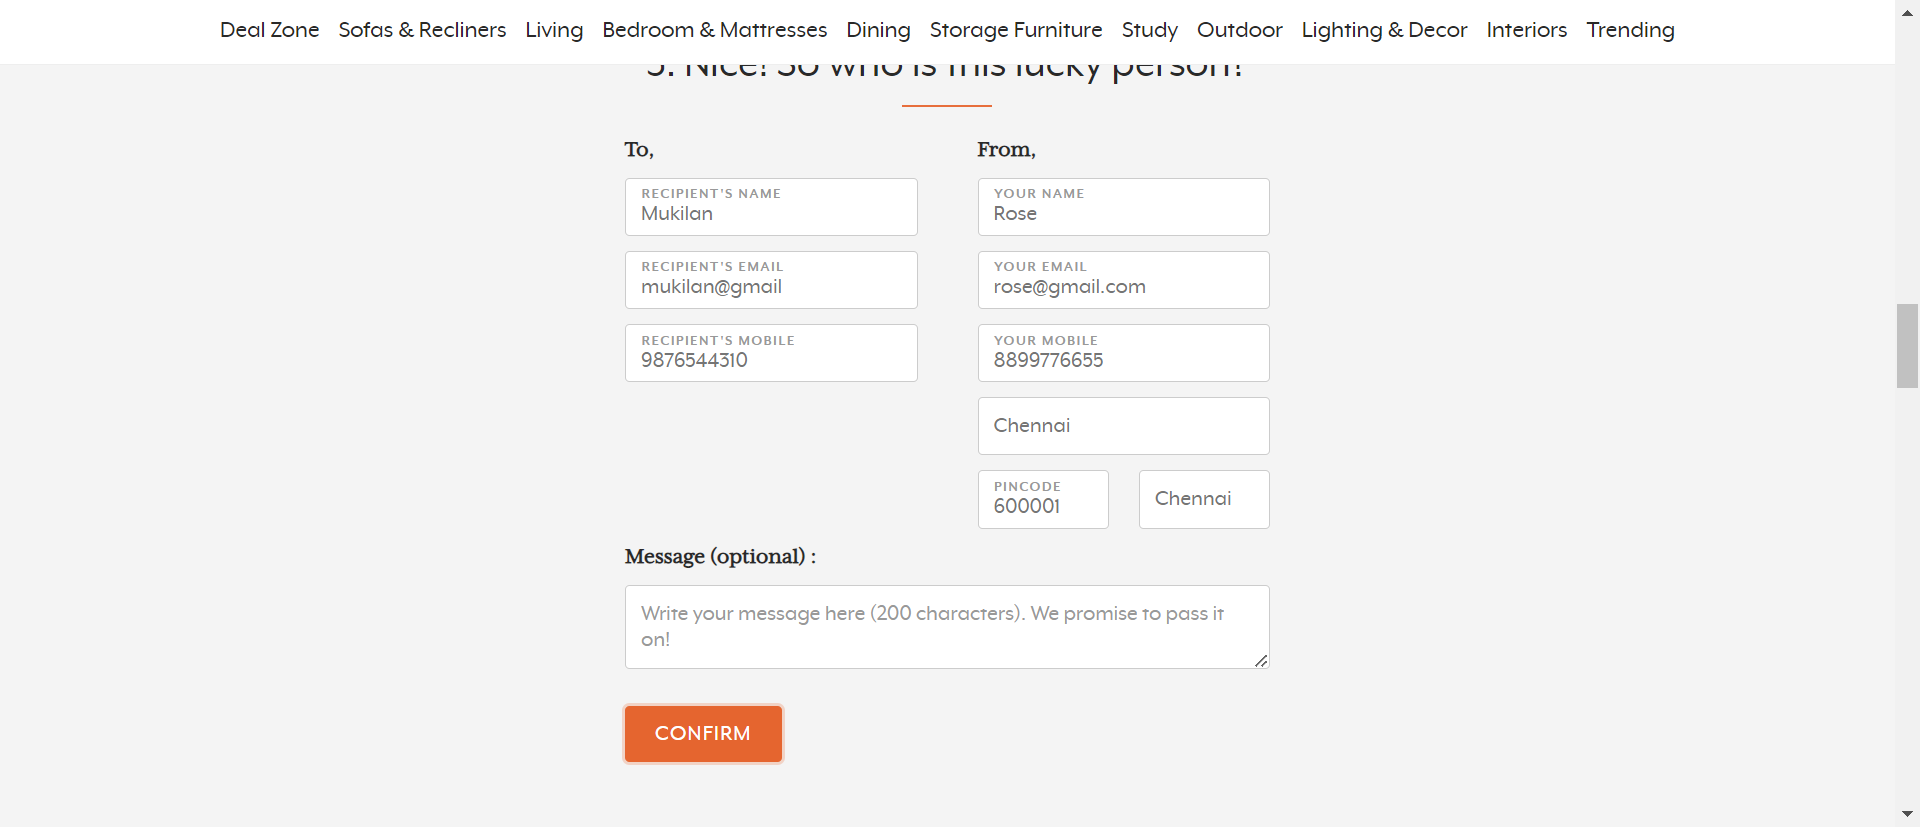 Deal Zone Sofas & Recliners Living Bedroom & Mattresses Dining Storage Furniture Study Outdoor Lighting & Decor Interiors Trending
3. Nice! So who is this lucky person?
To,
RECIPIENT'S NAME
Mukilan
RECIPIENT'S EMAIL
mukilan@gmail
RECIPIENT'S MOBILE
9876544310
From,
YOUR NAME
Rose
YOUR EMAIL
rose@gmail.com
YOUR MOBILE
8899776655
Chennai
PINCODE
600001
Chennai
Message (optional) :
Write your message here (200 characters). We promise to pass it
on!
CONFIRM